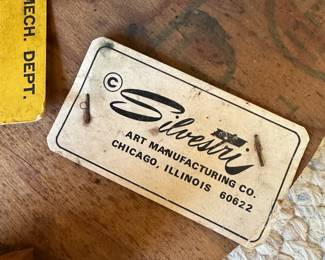 MECH. DEPT.
© Silvestri
ART MANUFACTURING CO.
CHICAGO, ILLINOIS 60622